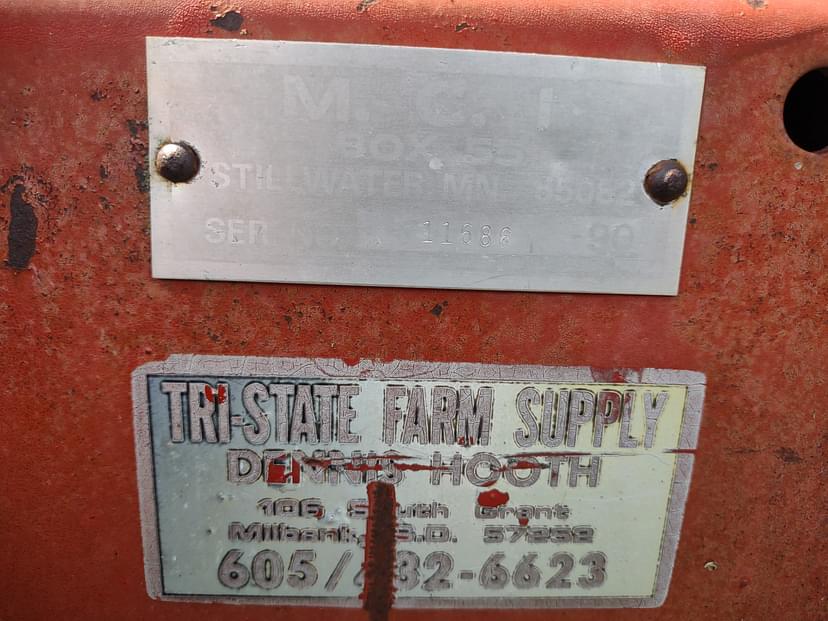 M. C. I.
BOX 55
STILLWATER MN. 55082
SER. NO. 11686 90
TRI-STATE FARM SUPPLY
DENNIS HOOTH
106 South Grant
Milbank, S.D. 57252
605/432-6623